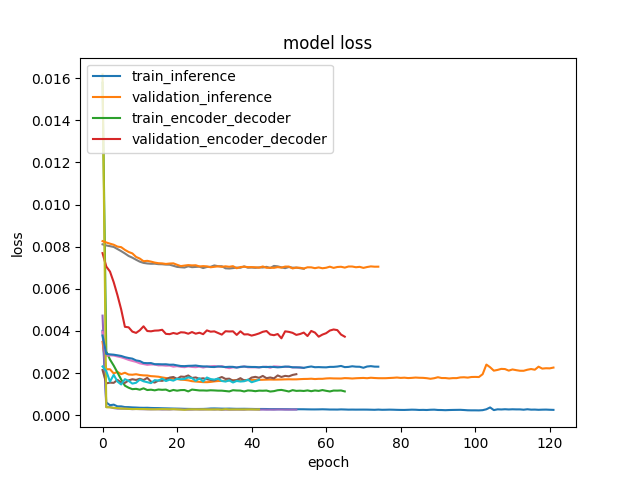 model loss
train_inference
validation_inference
train_encoder_decoder
validation_encoder_decoder
loss
0.016
0.014
0.012
0.010
0.008
0.006
0.004
0.002
0.000
0 20 40 60 80 100 120
epoch